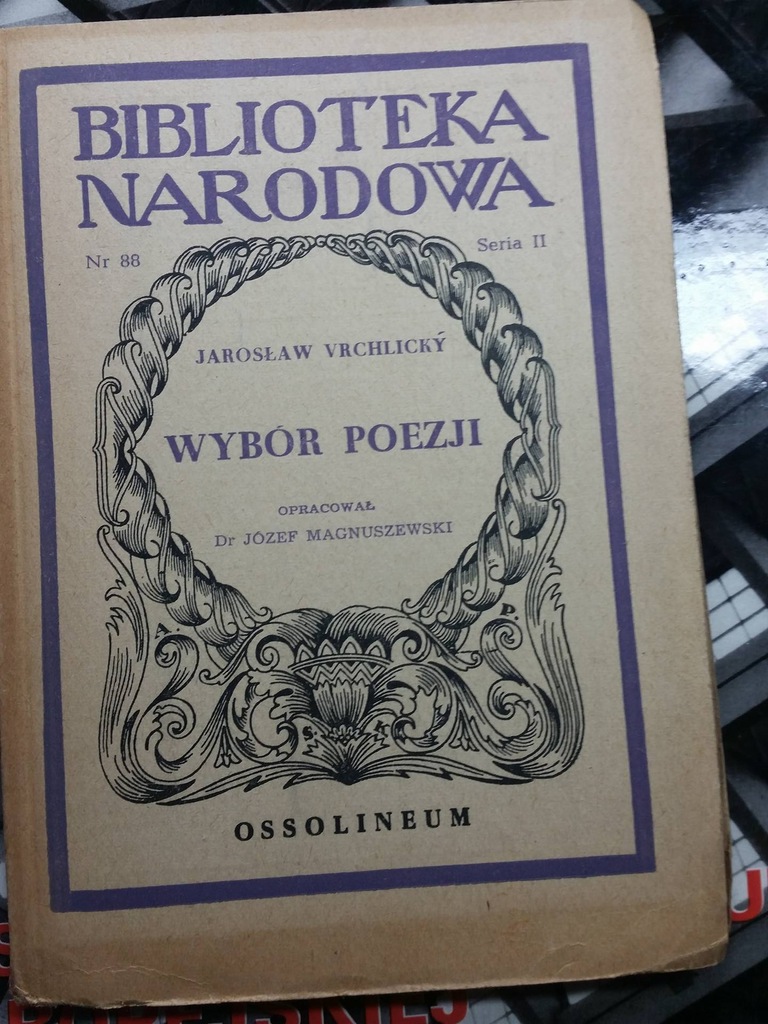 BIBLIOTEKA
NARODOWA
Nr 88
Seria II
JAROSŁAW VRCHLICKÝ
WYBÓR POEZJI
OPRACOWAŁ
Dr JÓZEF MAGNUSZEWSKI
A.
P.
S.
A.
OSSOLINEUM